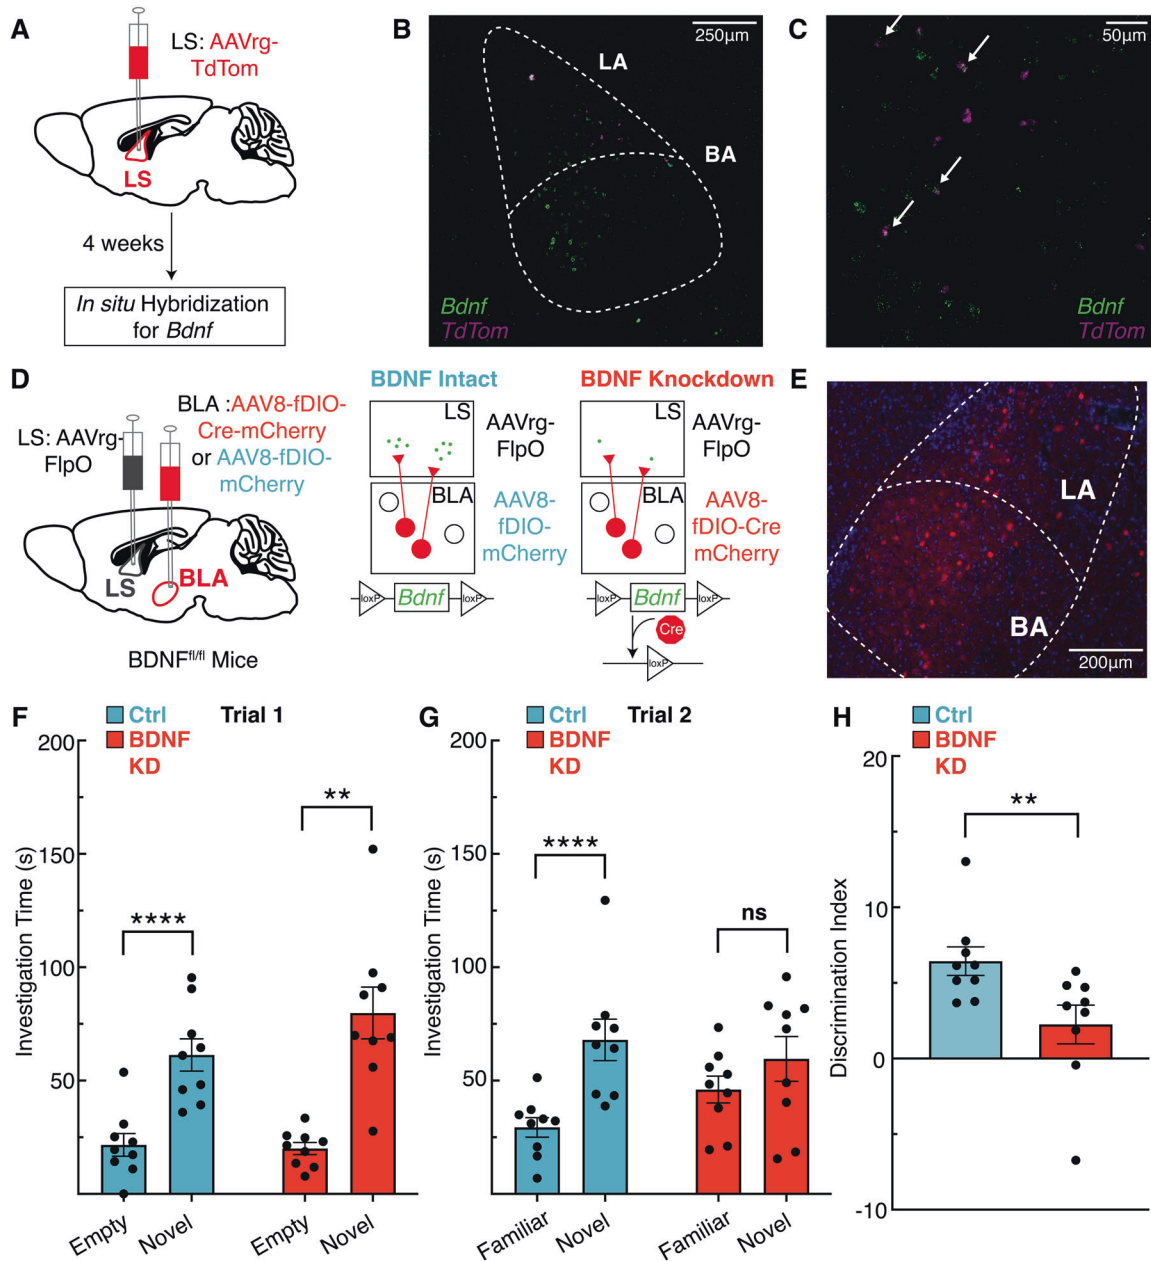 A
LS: AAVrg-
TdTom
LS
4 weeks
In situ Hybridization
for Bdnf
B
250µm
LA
BA
Bdnf
TdTom
C
50µm
Bdnf
TdTom
D
LS: AAVrg-
FlpO
BLA :AAV8-fDIO-
Cre-mCherry
or AAV8-fDIO-
mCherry
LS
BLA
BDNFfl/fl Mice
BDNF Intact
LS
AAVrg-
FlpO
BLA
AAV8-
fDIO-
mCherry
loxP
Bdnf
loxP
BDNF Knockdown
LS
AAVrg-
FlpO
BLA
AAV8-
fDIO-Cre
mCherry
loxP
Bdnf
loxP
Cre
loxP
E
LA
BA
200µm
F
Ctrl
BDNF
KD
Trial 1
200
150
100
50
Investigation Time (s)
****
**
Empty
Novel
Empty
Novel
G
Ctrl
BDNF
KD
Trial 2
200
150
100
50
Investigation Time (s)
****
ns
Familiar
Novel
Familiar
Novel
H
Ctrl
BDNF
KD
20
10
0
-10
Discrimination Index
**